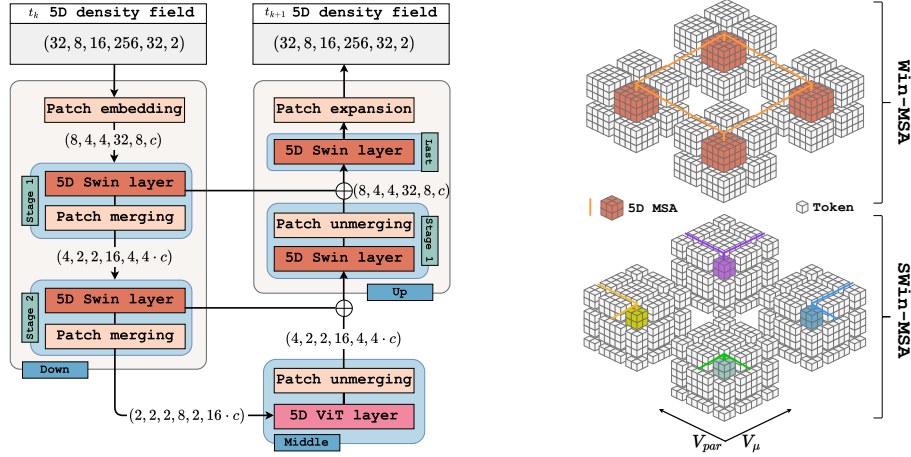 t_k 5D density field
(32, 8, 16, 256, 32, 2)
Patch embedding
(8, 4, 4, 32, 8, c)
5D Swin layer
Patch merging
Stage 1
(4, 2, 2, 16, 4, 4 · c)
5D Swin layer
Patch merging
Stage 2
Down
(2, 2, 2, 8, 2, 16 · c)
t_{k+1} 5D density field
(32, 8, 16, 256, 32, 2)
Patch expansion
5D Swin layer
Last
(8, 4, 4, 32, 8, c)
Patch unmerging
5D Swin layer
Stage 1
Up
(4, 2, 2, 16, 4, 4 · c)
Patch unmerging
5D ViT layer
Middle
Win-MSA
5D MSA
Token
SWin-MSA
V_{par}
V_μ